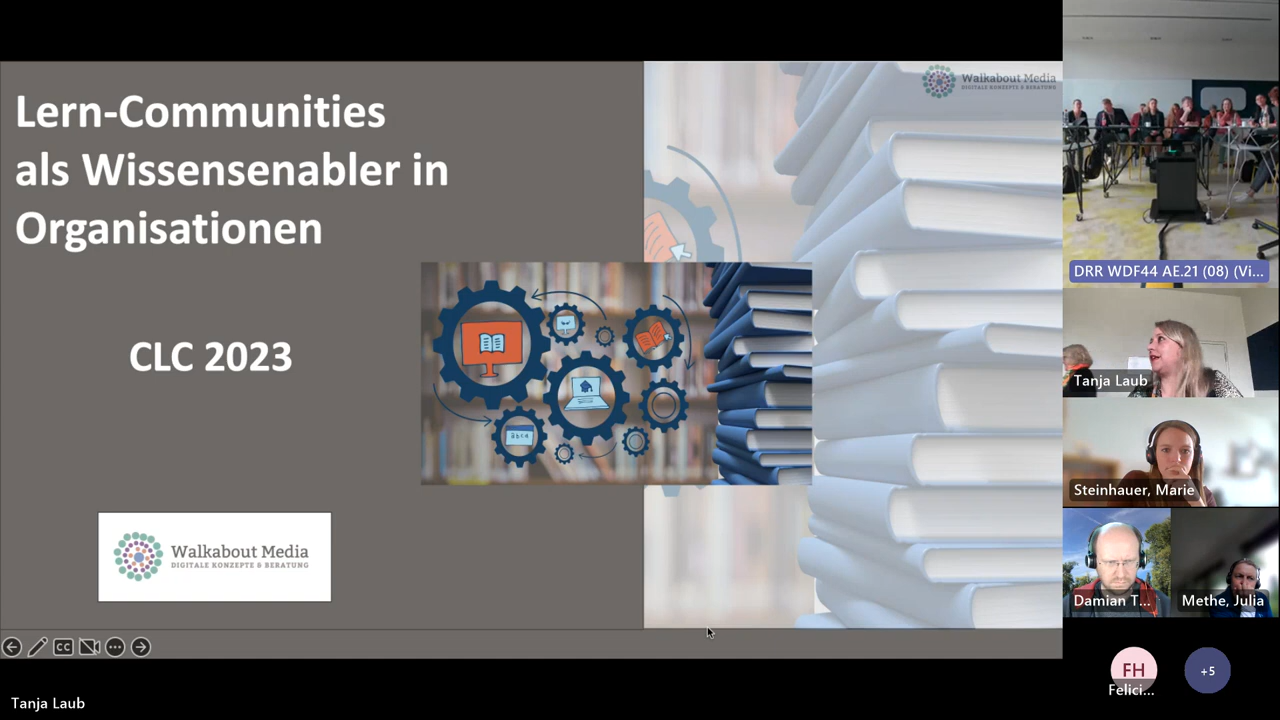 Lern-Communities
als Wissensenabler in
Organisationen
CLC 2023
Walkabout Media
DIGITALE KONZEPTE & BERATUNG
Walkabout Media
DIGITALE KONZEPTE & BERATUNG
CC
Tanja Laub
DRR WDF44 AE.21 (08) (Vi...
Tanja Laub
Steinhauer, Marie
Damian T...
Methe, Julia
FH
Felici...
+5